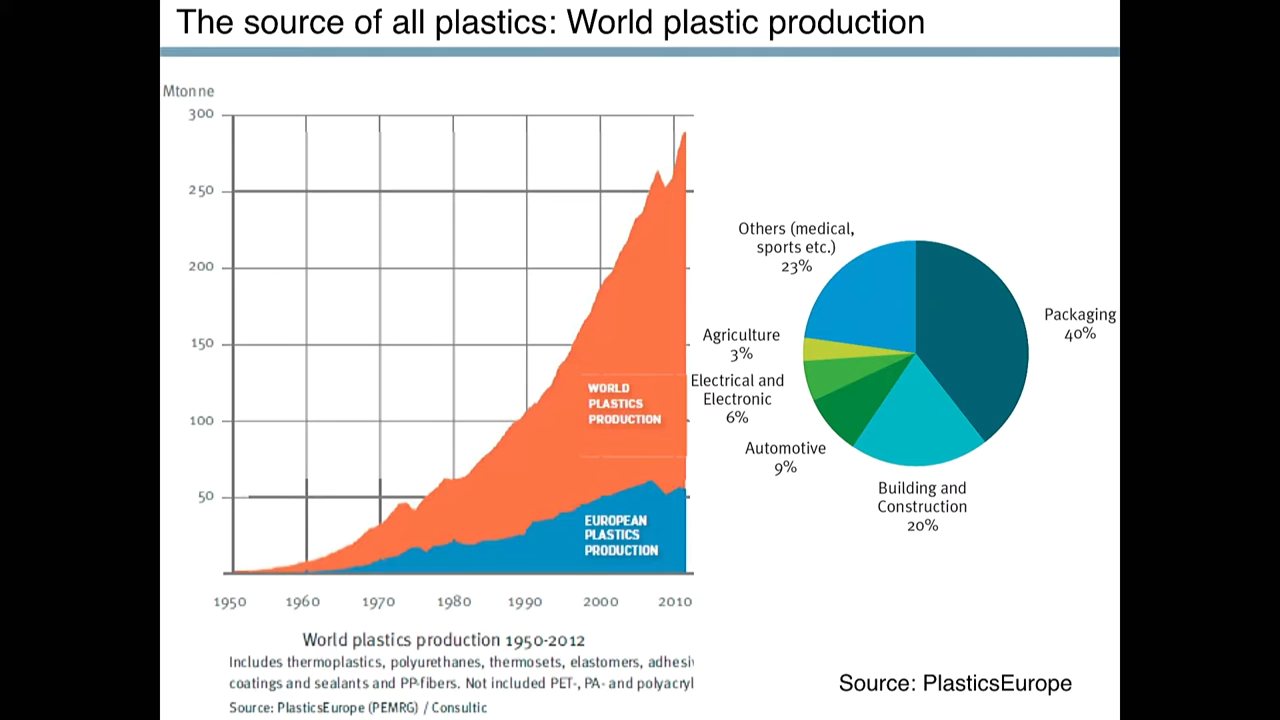 The source of all plastics: World plastic production
Mtonne
300
250
200
150
100
50
WORLD
PLASTICS
PRODUCTION
EUROPEAN
PLASTICS
PRODUCTION
1950 1960 1970 1980 1990 2000 2010
World plastics production 1950-2012
Includes thermoplastics, polyurethanes, thermosets, elastomers,
coatings and sealants and PP-fibers. Not included PET-, PA- and
Source: PlasticsEurope (PEMRG) / Consultic
Others (medical,
sports etc.)
23%
Packaging
40%
Agriculture
3%
Electrical and
Electronic
6%
Automotive
9%
Building and
Construction
20%
Source: PlasticsEurope